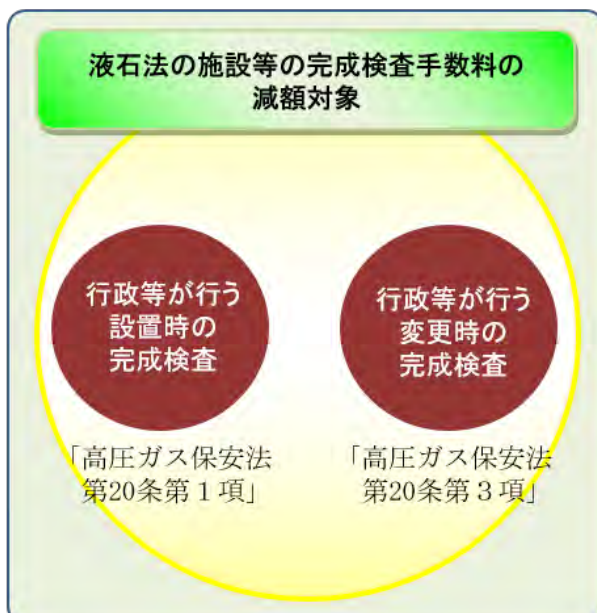 液石法の施設等の完成検査手数料の
減額対象
行政等が行う
設置時の
完成検査
「高圧ガス保安法
第20条第１項」
行政等が行う
変更時の
完成検査
「高圧ガス保安法
第20条第３項」